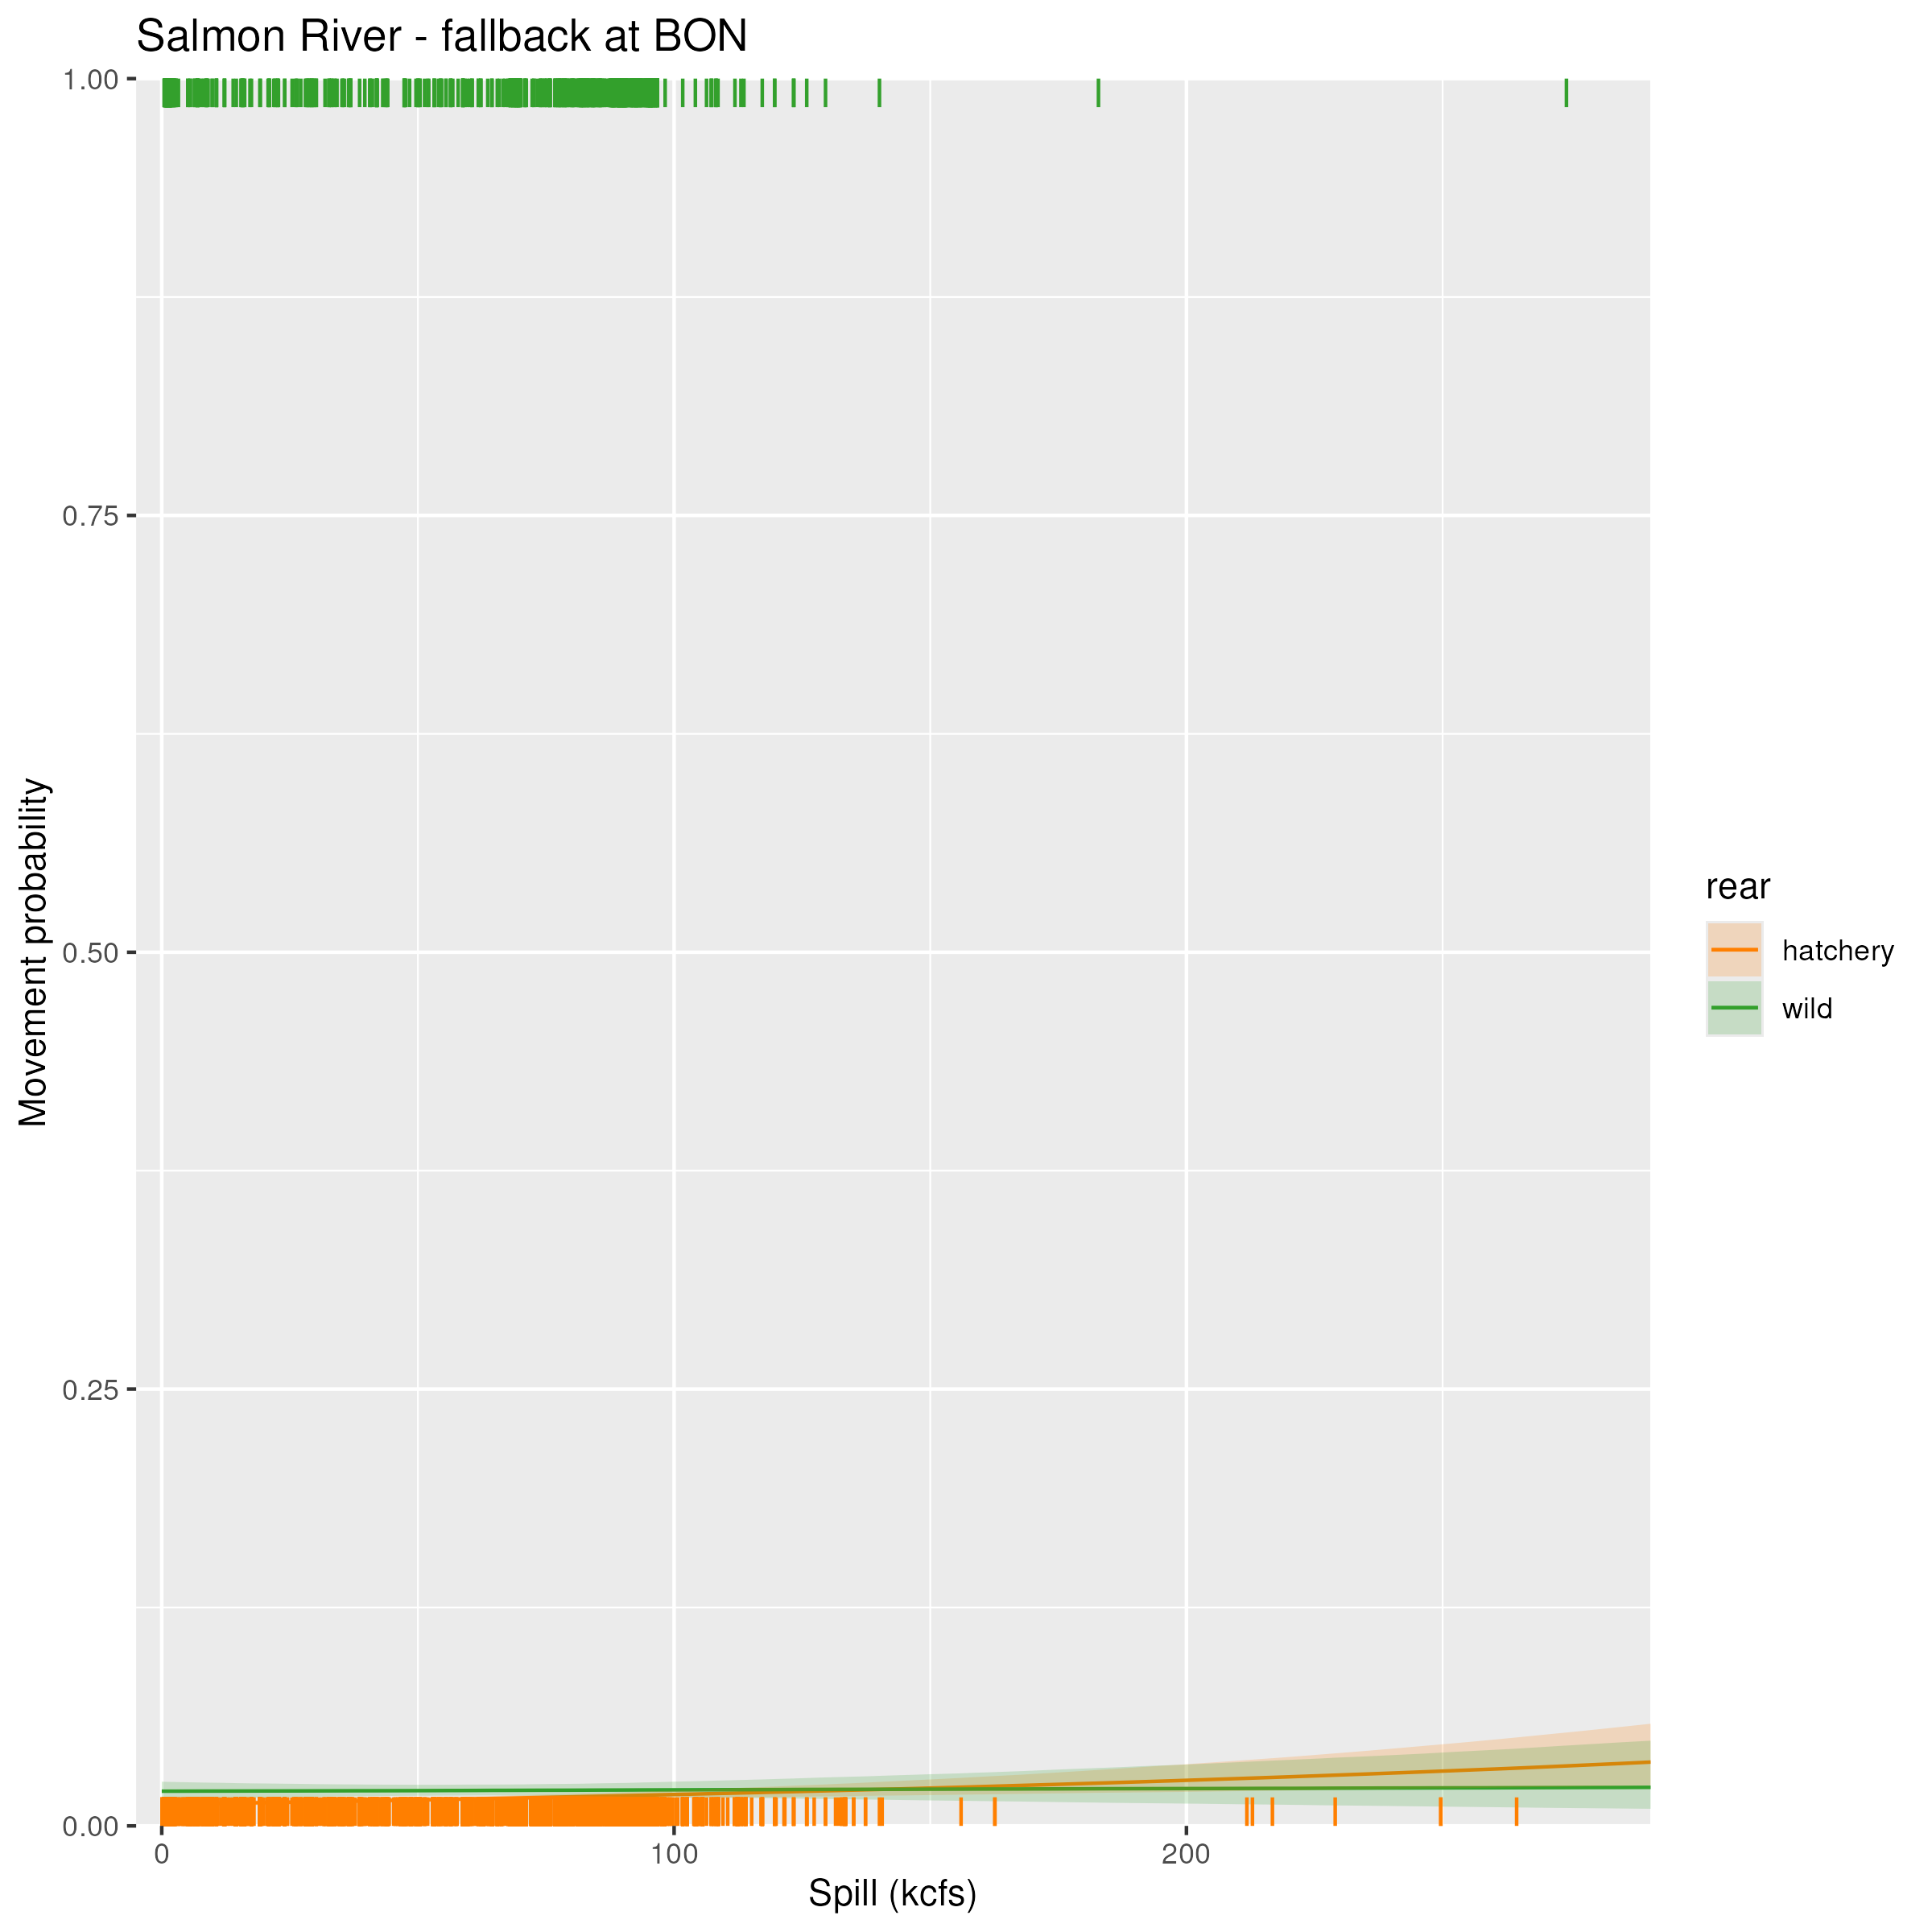 Salmon River - fallback at BON
1.00
0.75
0.50
0.25
0.00
Movement probability
0
100
200
Spill (kcfs)
rear
hatchery
wild